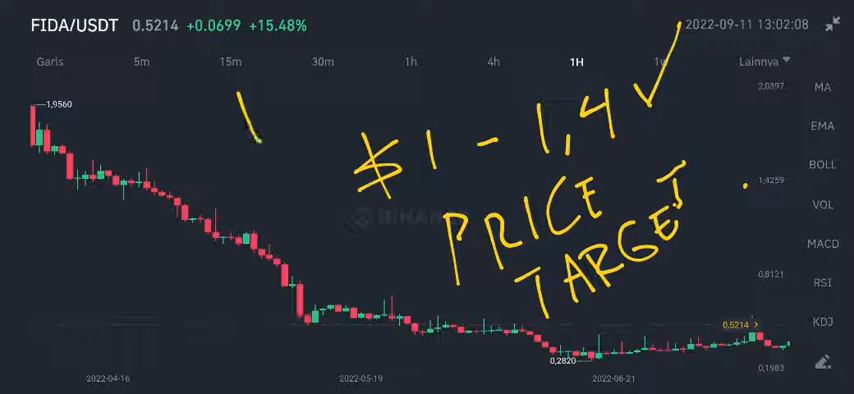 FIDA/USDT 0.5214 +0.0699 +15.48% 2022-09-11 13:02:08
Garis 5m 15m 30m 1h 4h 1H 1w Lainnya
2,0397
MA
1,9560
$1 - 1,4
EMA
BOLL
1,4259
PRICE
TARGET
VOL
BINANCE
MACD
0,8121
RSI
0,5214
KDJ
0,2820
0,1983
2022-04-16 2022-05-19 2022-06-21